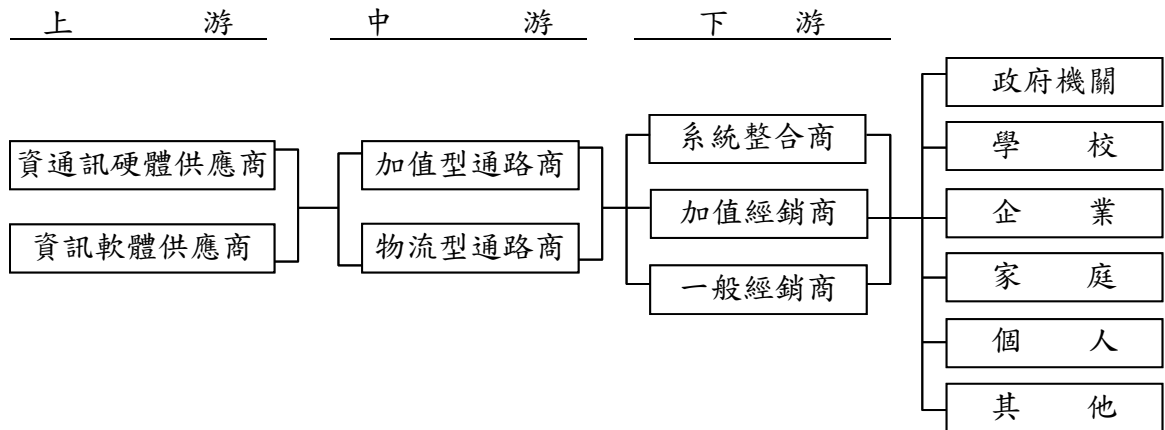 上游
中游
下游
資通訊硬體供應商
資訊軟體供應商
加值型通路商
物流型通路商
系統整合商
加值經銷商
一般經銷商
政府機關
學校
企業
家庭
個人
其他